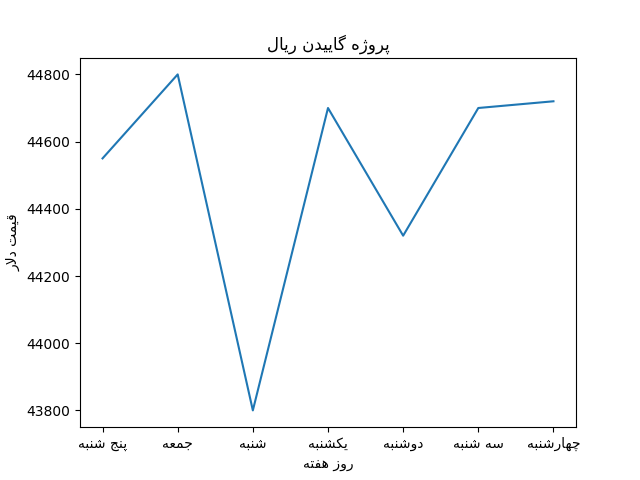 پروژه گاییدن ریال
44800
44600
44400
44200
44000
43800
قیمت دلار
پنج شنبه
جمعه
شنبه
یکشنبه
دوشنبه
سه شنبه
چهارشنبه
روز هفته